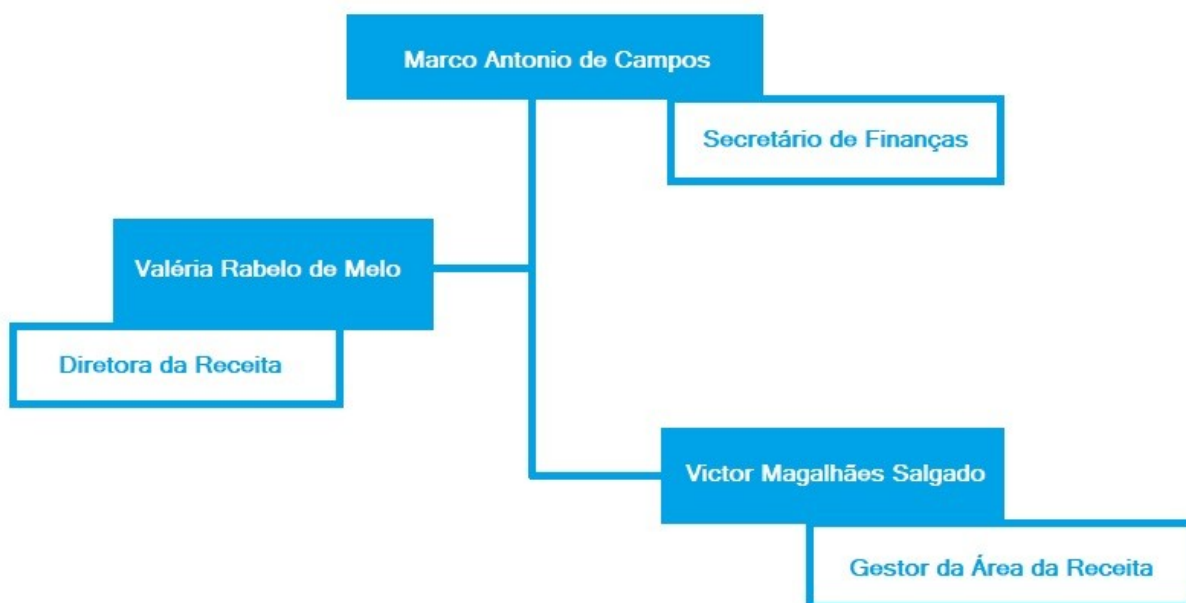 Marco Antonio de Campos
Secretário de Finanças
Valéria Rabelo de Melo
Diretora da Receita
Victor Magalhães Salgado
Gestor da Área da Receita